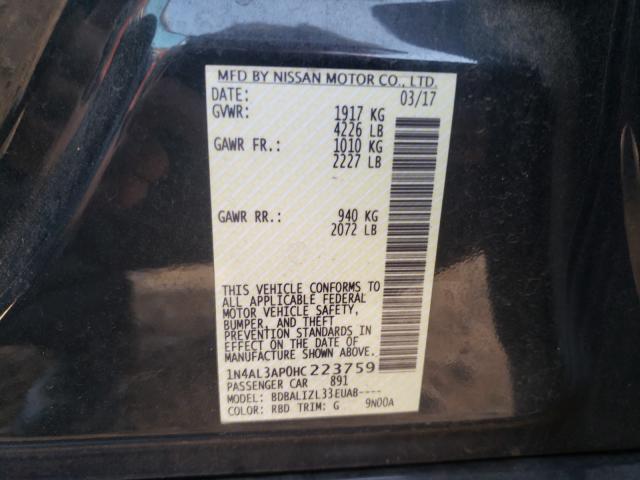 MFD BY NISSAN MOTOR CO., LTD.
DATE: 03/17
GVWR: 1917 KG
4226 LB
GAWR FR.: 1010 KG
2227 LB
GAWR RR.: 940 KG
2072 LB
THIS VEHICLE CONFORMS TO
ALL APPLICABLE FEDERAL
MOTOR VEHICLE SAFETY,
BUMPER, AND THEFT
PREVENTION STANDARDS IN
EFFECT ON THE DATE OF
MANUFACTURE SHOWN ABOVE.
1N4AL3AP0HC223759
PASSENGER CAR 891
MODEL: BDBALIZL33EUAB----
COLOR: RBD TRIM: G 9N00A